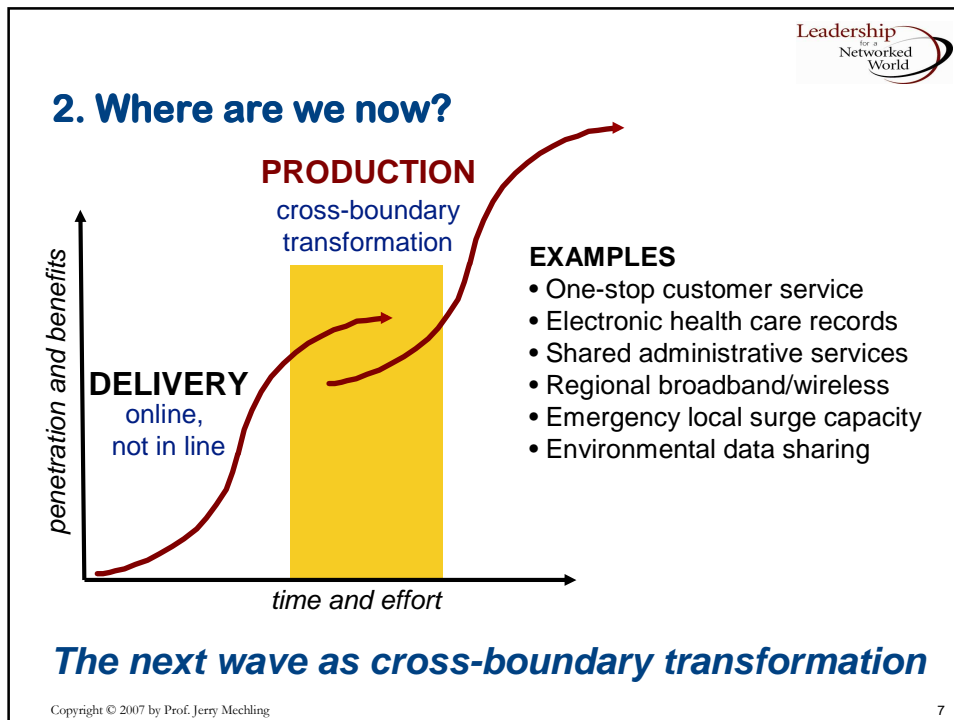 Leadership
for a
Networked
World
2. Where are we now?
PRODUCTION
cross-boundary
transformation
penetration and benefits
DELIVERY
online,
not in line
time and effort
EXAMPLES
• One-stop customer service
• Electronic health care records
• Shared administrative services
• Regional broadband/wireless
• Emergency local surge capacity
• Environmental data sharing
The next wave as cross-boundary transformation
Copyright © 2007 by Prof. Jerry Mechling
7